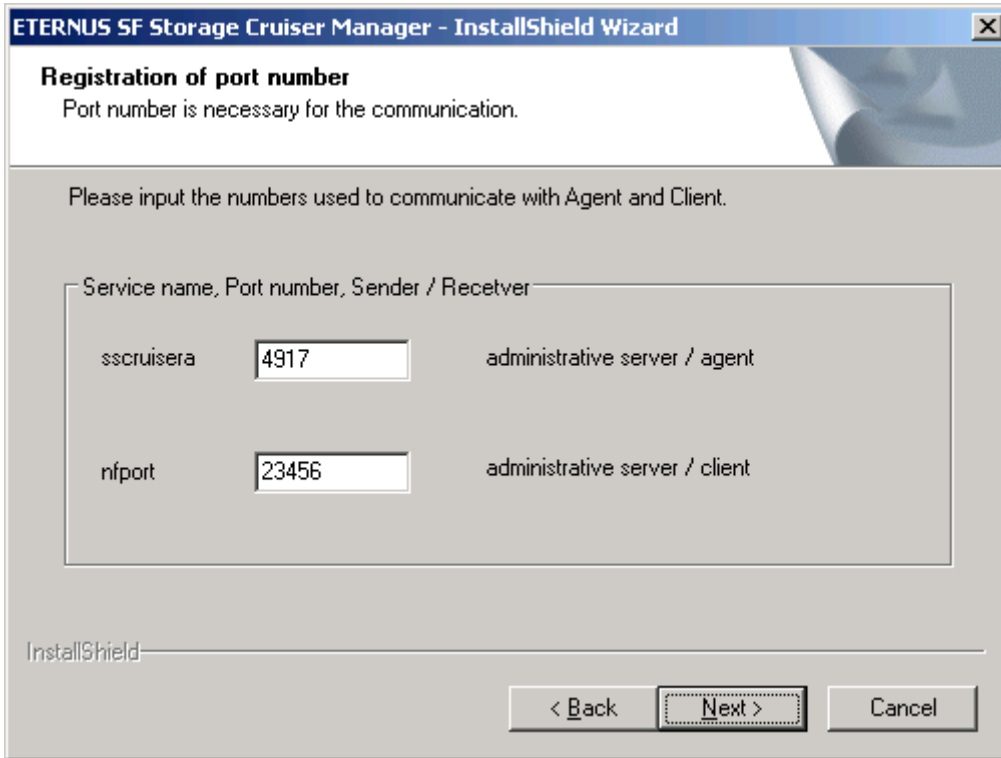 ETERNUS SF Storage Cruiser Manager - InstallShield Wizard
Registration of port number
Port number is necessary for the communication.
Please input the numbers used to communicate with Agent and Client.
Service name, Port number, Sender / Recetver
sscruisera 4917 administrative server / agent
nfport 23456 administrative server / client
InstallShield
< Back Next > Cancel